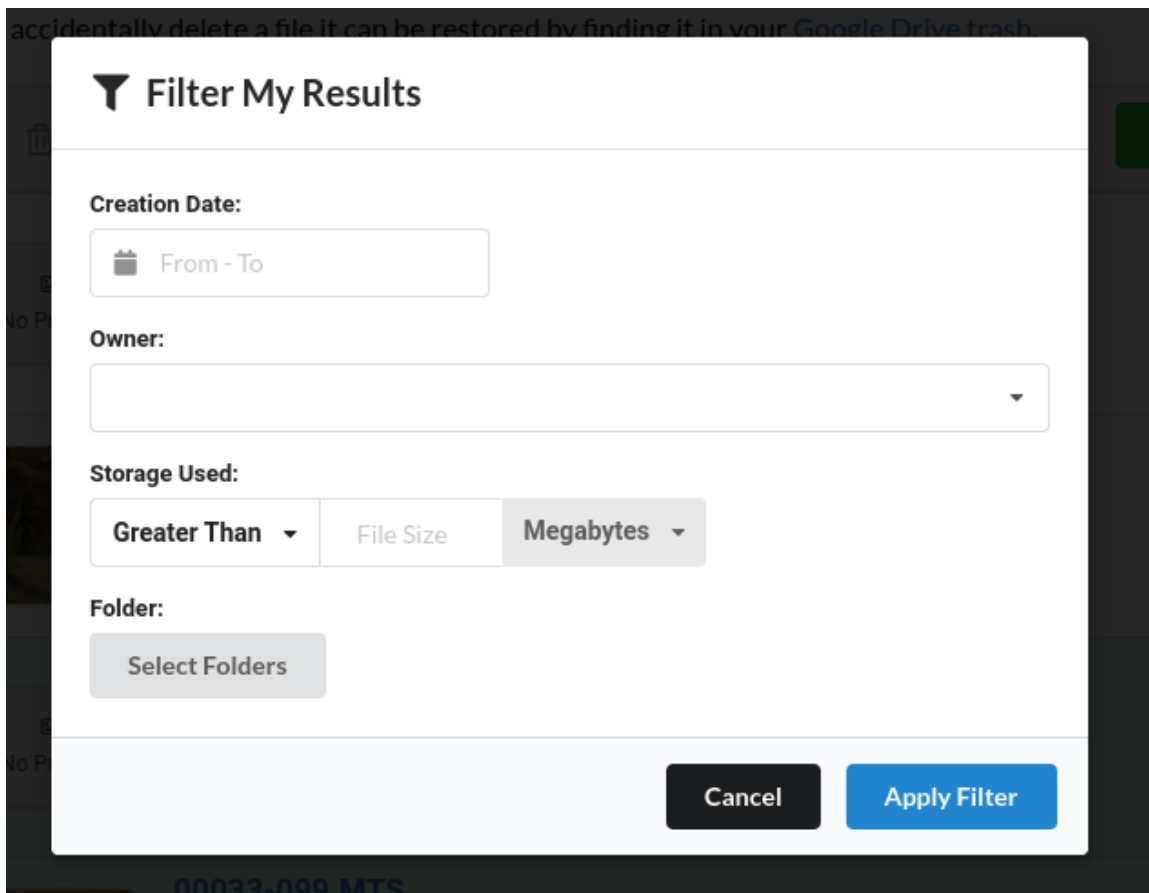 accidentally delete a file it can be restored by finding it in your Google Drive trash.
Filter My Results
Creation Date:
From - To
Owner:
Storage Used:
Greater Than
File Size
Megabytes
Folder:
Select Folders
No
No
Cancel
Apply Filter
00033-099.MTS